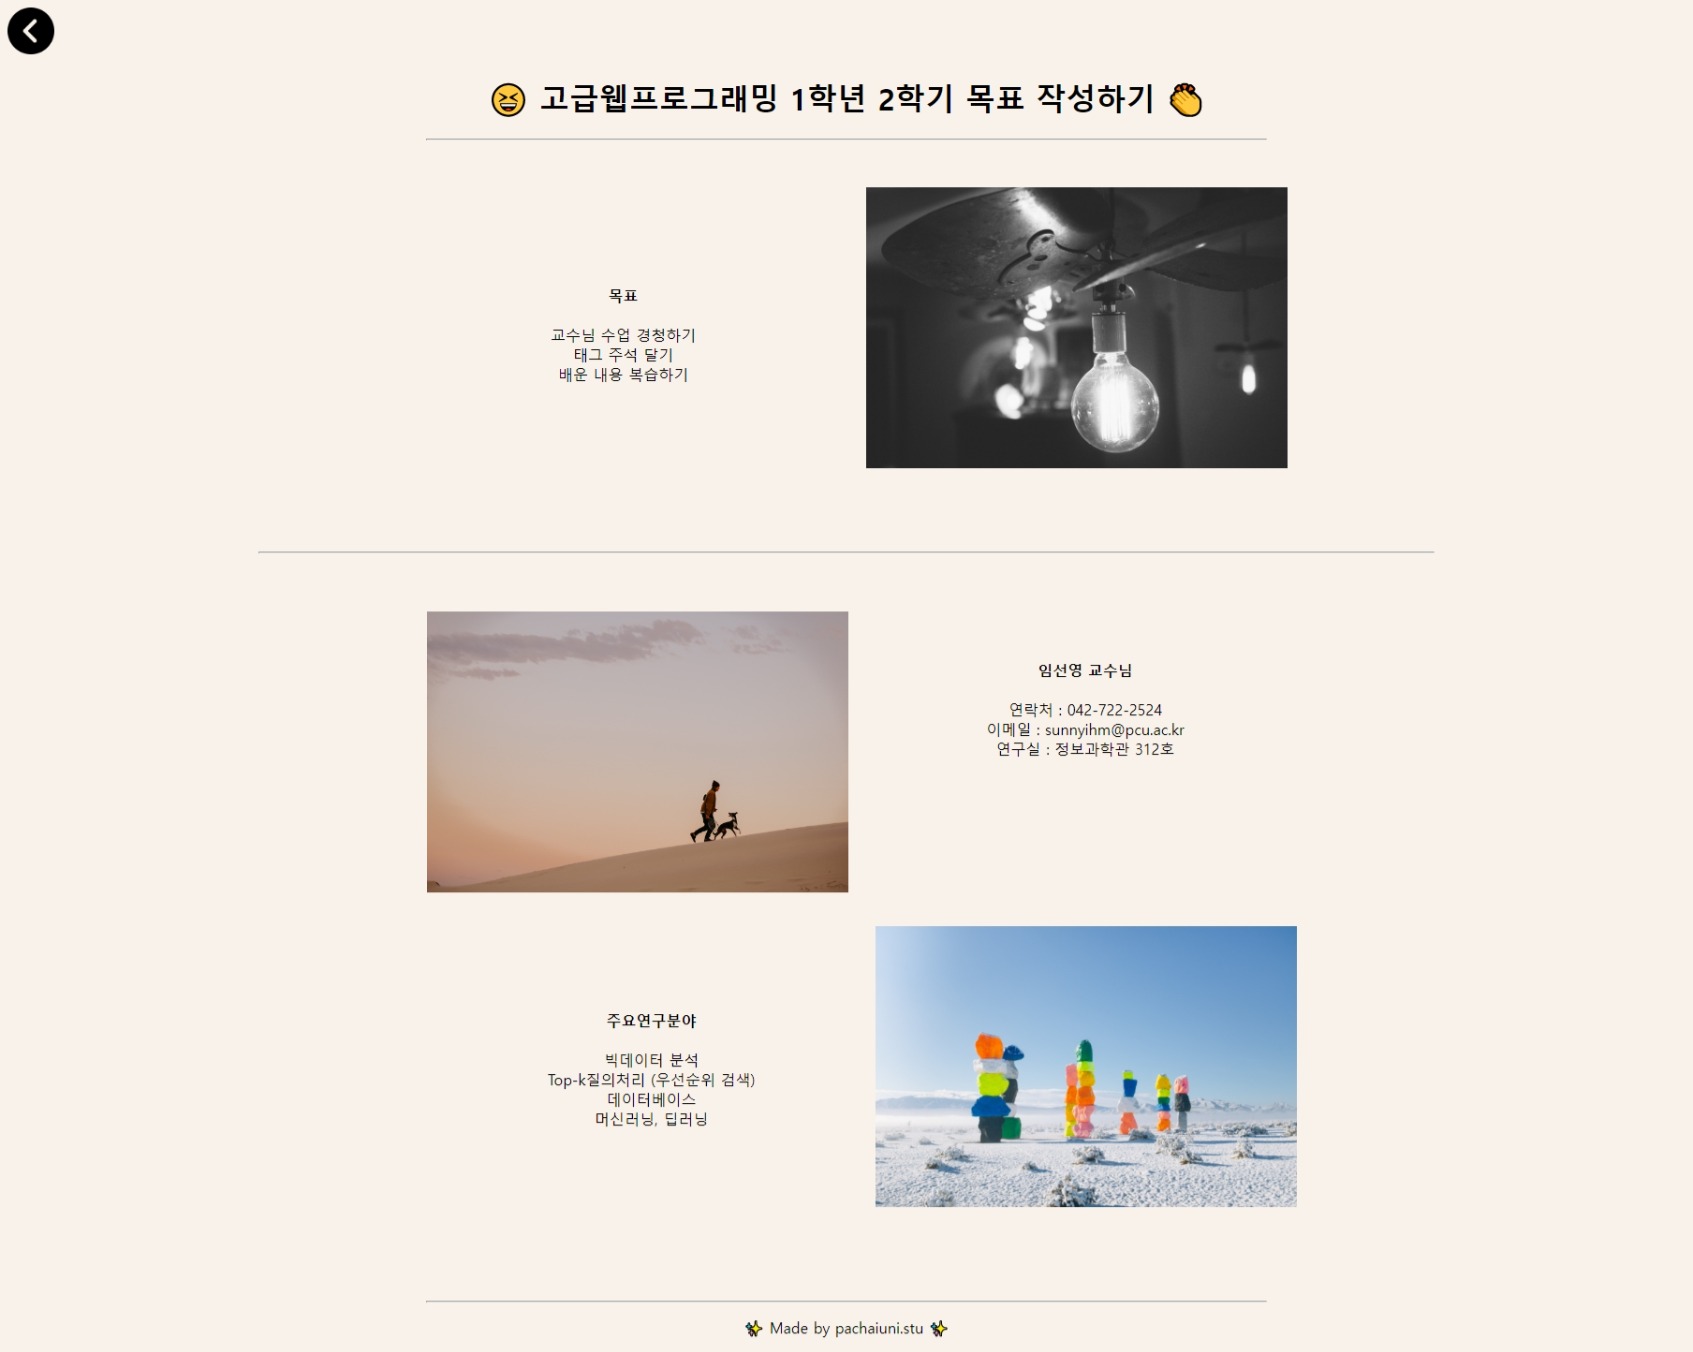 😆 고급웹프로그래밍 1학년 2학기 목표 작성하기 👏
목표
교수님 수업 경청하기
태그 주석 달기
배운 내용 복습하기
임선영 교수님
연락처 : 042-722-2524
이메일 : sunnyihm@pcu.ac.kr
연구실 : 정보과학관 312호
주요연구분야
빅데이터 분석
Top-k질의처리 (우선순위 검색)
데이터베이스
머신러닝, 딥러닝
✨ Made by pachaiuni.stu ✨